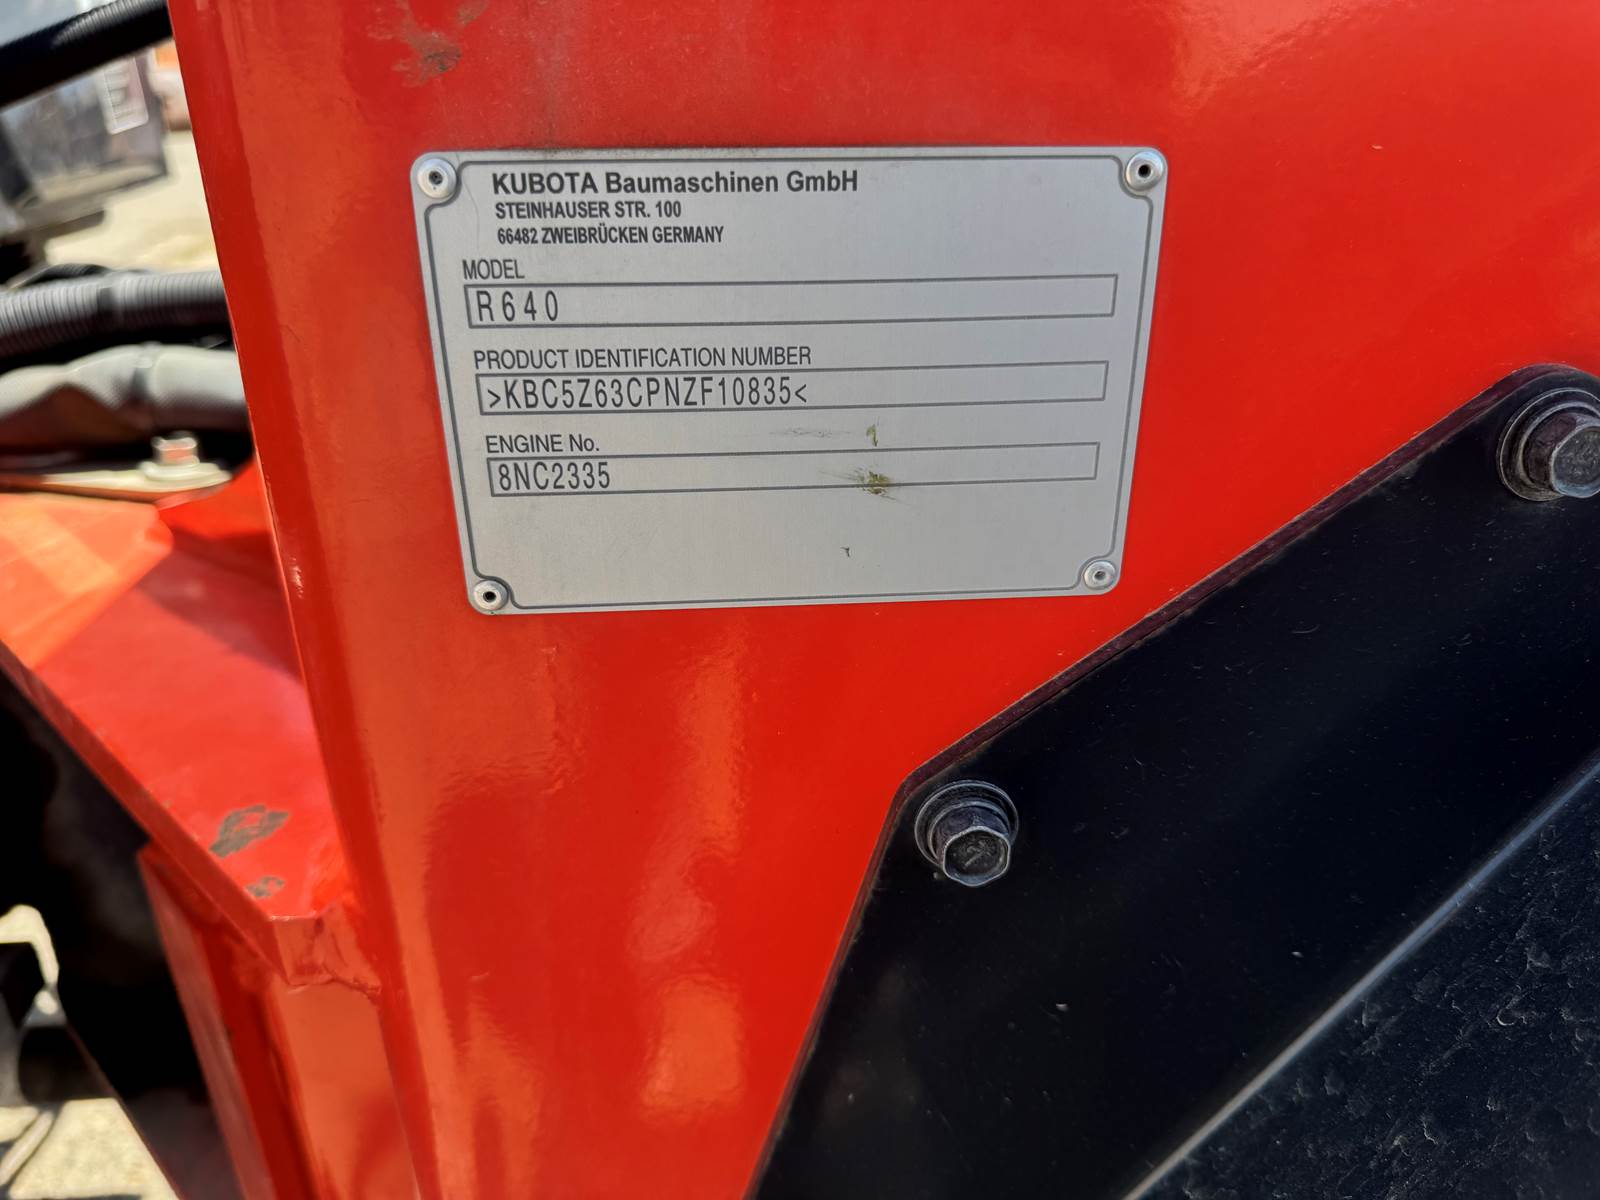 KUBOTA Baumaschinen GmbH
STEINHAUSER STR. 100
66482 ZWEIBRÜCKEN GERMANY
MODEL
R640
PRODUCT IDENTIFICATION NUMBER
>KBC5Z63CPNZF10835<
ENGINE No.
8NC2335